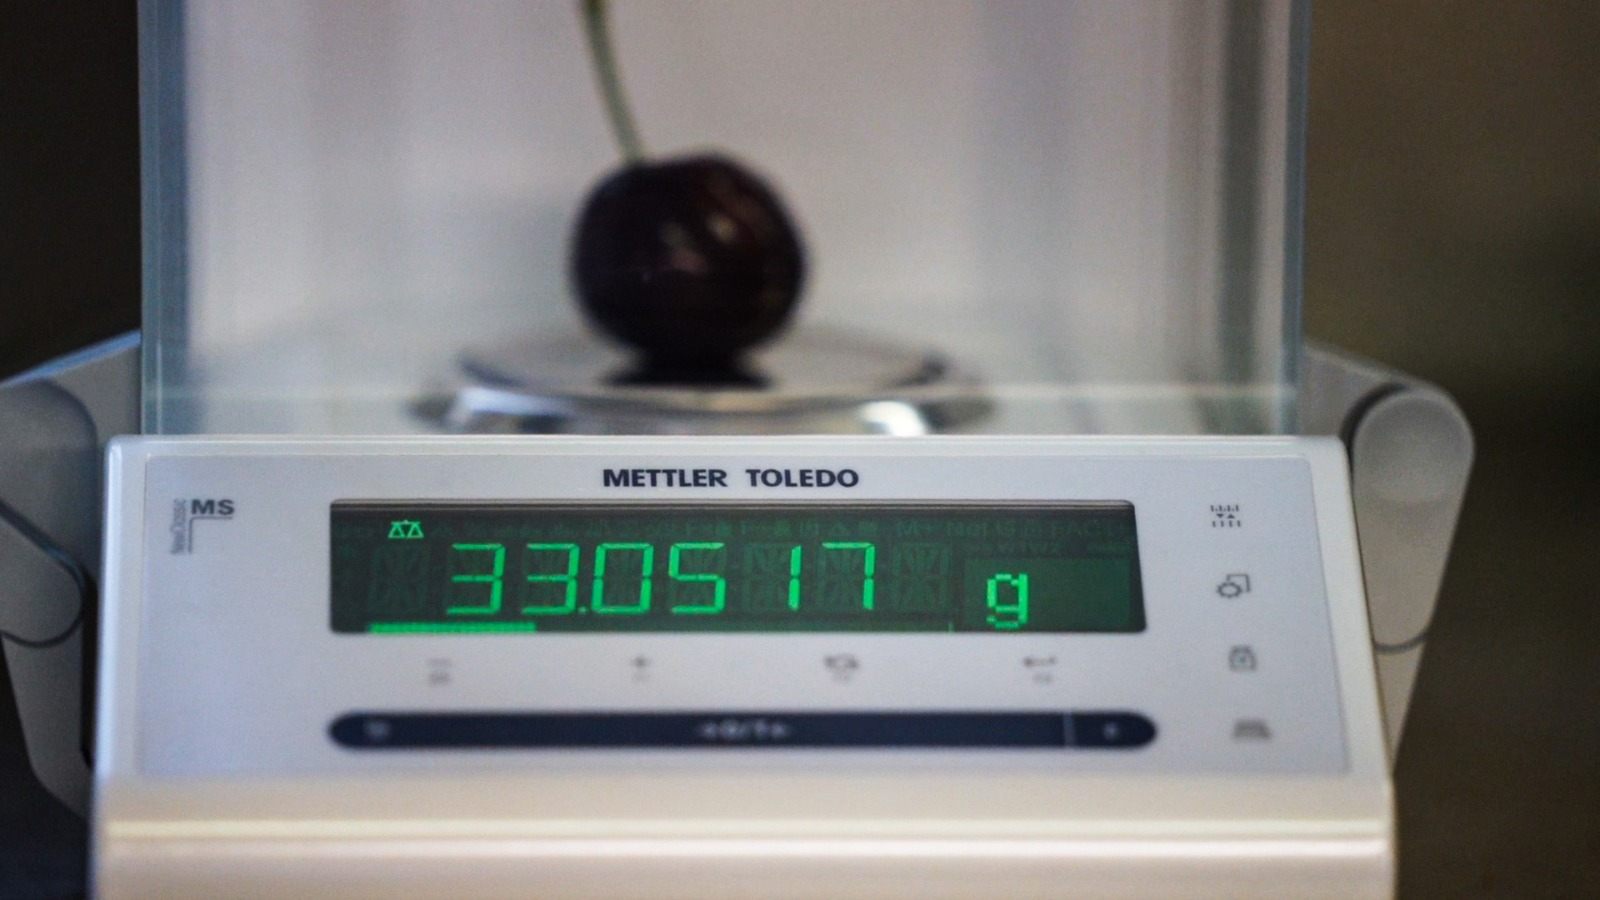 METTLER TOLEDO
MS
33.0517 g